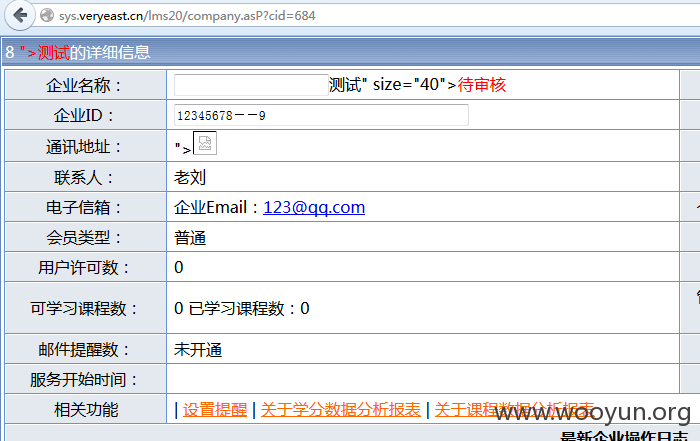 sys.veryeast.cn/lms20/company.asP?cid=684
8 ">测试的详细信息
企业名称： 测试" size="40">待审核
企业ID： 12345678－－9
通讯地址： ">
联系人： 老刘
电子信箱： 企业Email：123@qq.com
会员类型： 普通
用户许可数： 0
可学习课程数： 0 已学习课程数：0
邮件提醒数： 未开通
服务开始时间：
相关功能 | 设置提醒 | 关于学分数据分析报表 | 关于课程数据分析报表
www.wooyun.org
最新企业操作日志